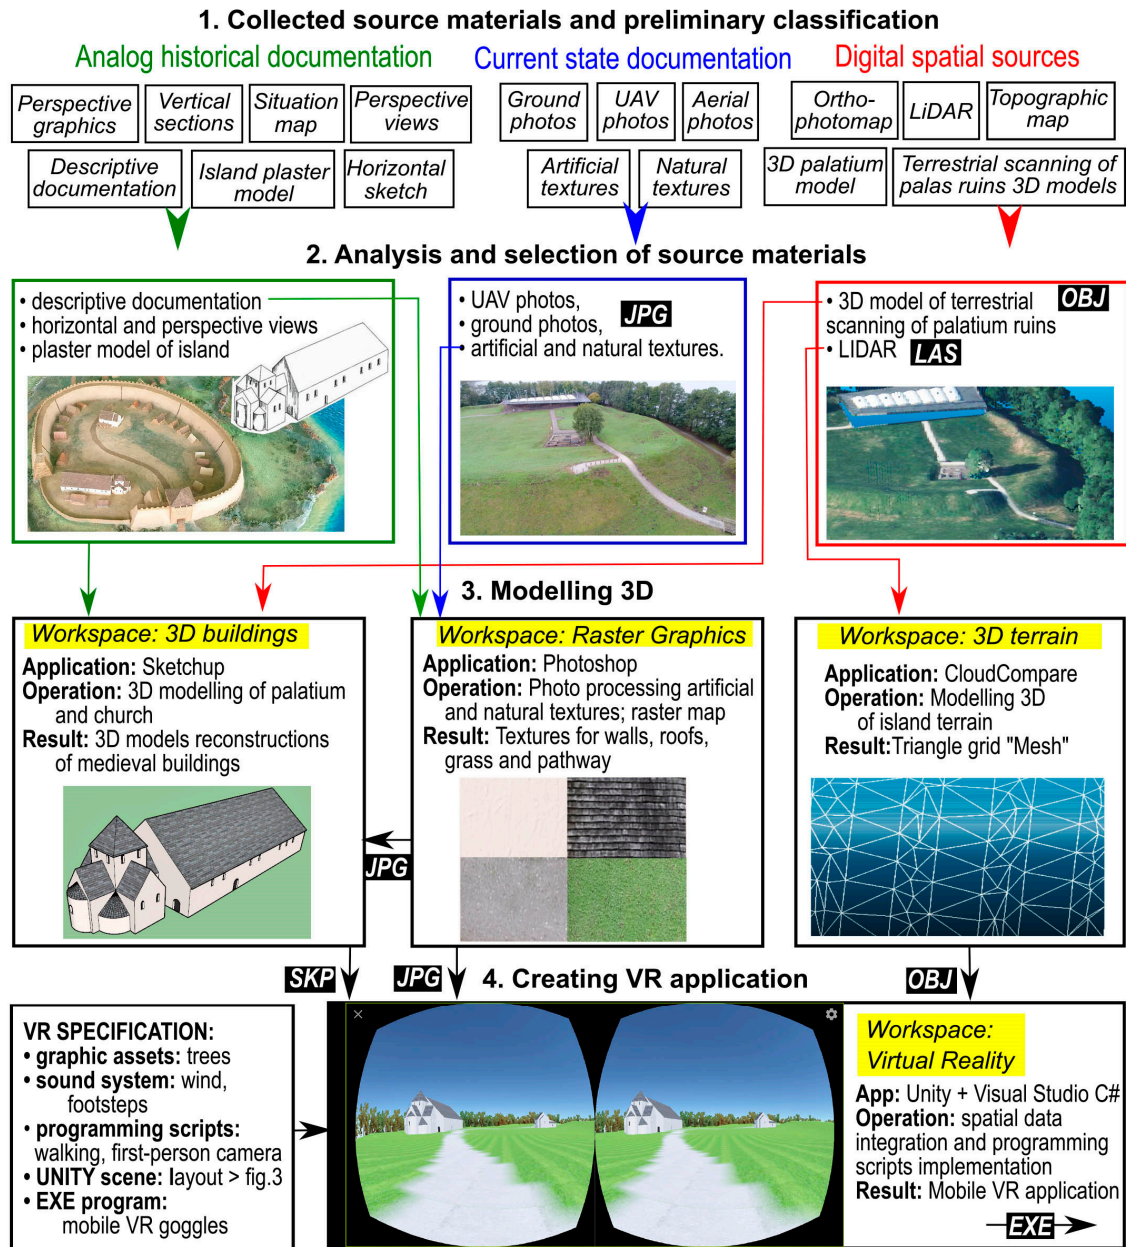 1. Collected source materials and preliminary classification
Analog historical documentation
Current state documentation
Digital spatial sources
Perspective
graphics
Vertical
sections
Situation
map
Perspective
views
Descriptive
documentation
Island plaster
model
Horizontal
sketch
Ground
photos
UAV
photos
Aerial
photos
Artificial
textures
Natural
textures
Ortho-
photomap
LiDAR
Topographic
map
3D palatium
model
Terrestrial scanning of
palas ruins 3D models
2. Analysis and selection of source materials
• descriptive documentation
• horizontal and perspective views
• plaster model of island
• UAV photos,
• ground photos,
JPG
• artificial and natural textures.
• 3D model of terrestrial
OBJ
scanning of palatium ruins
• LIDAR
LAS
3. Modelling 3D
Workspace: 3D buildings
Application: Sketchup
Operation: 3D modelling of palatium
and church
Result: 3D models reconstructions
of medieval buildings
Workspace: Raster Graphics
Application: Photoshop
Operation: Photo processing artificial
and natural textures; raster map
Result: Textures for walls, roofs,
grass and pathway
Workspace: 3D terrain
Application: CloudCompare
Operation: Modelling 3D
of island terrain
Result:Triangle grid "Mesh"
JPG
SKP
JPG
4. Creating VR application
OBJ
VR SPECIFICATION:
• graphic assets: trees
• sound system: wind,
footsteps
• programming scripts:
walking, first-person camera
• UNITY scene: layout > fig.3
• EXE program:
mobile VR goggles
Workspace:
Virtual Reality
App: Unity + Visual Studio C#
Operation: spatial data
integration and programming
scripts implementation
Result: Mobile VR application
EXE